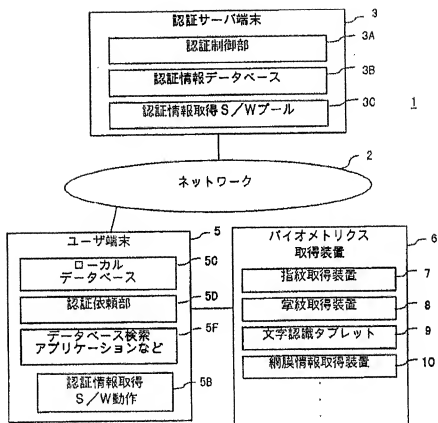 認証サーバ端末
3
認証制御部
3A
認証情報データベース
3B
認証情報取得S/Wプール
3C
1
2
ネットワーク
ユーザ端末
5
ローカル
データベース
5C
認証依頼部
5D
データベース検索
アプリケーションなど
5F
認証情報取得
S/W動作
5B
バイオメトリクス
取得装置
6
指紋取得装置
7
掌紋取得装置
8
文字認識タブレット
9
網膜情報取得装置
10